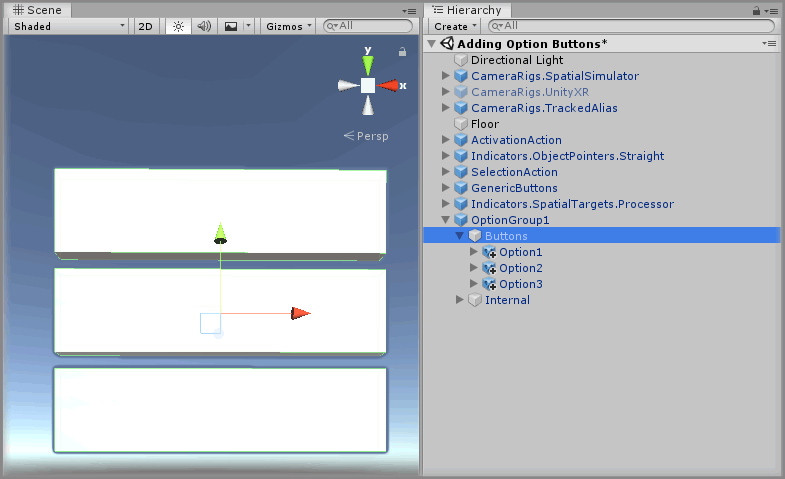 Scene
Shaded
2D
Gizmos
All
y
x
Persp
Hierarchy
Create
All
Adding Option Buttons*
Directional Light
CameraRigs.SpatialSimulator
CameraRigs.UnityXR
CameraRigs.TrackedAlias
Floor
ActivationAction
Indicators.ObjectPointers.Straight
SelectionAction
GenericButtons
Indicators.SpatialTargets.Processor
OptionGroup1
Buttons
Option1
Option2
Option3
Internal